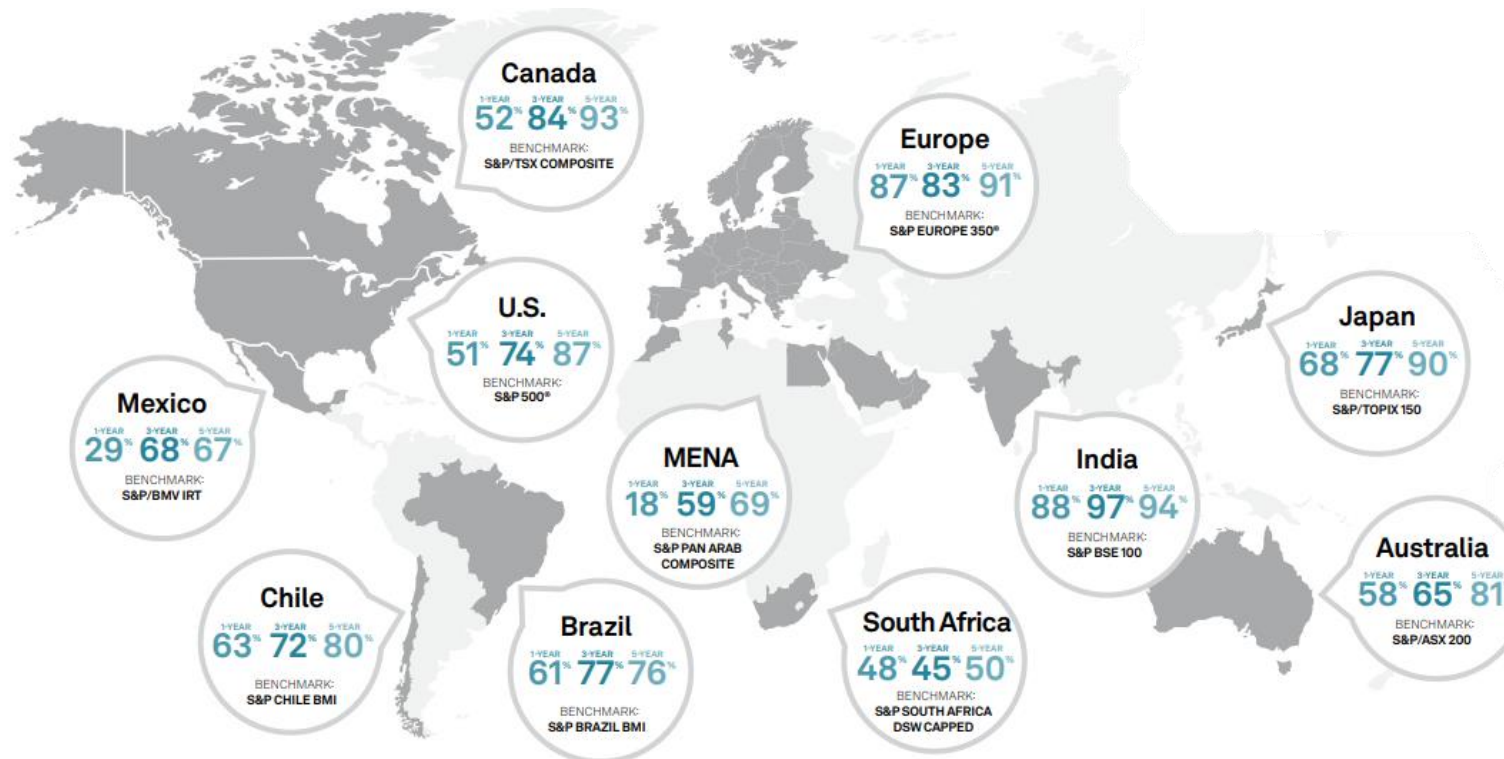 Canada
1-YEAR 3-YEAR 5-YEAR
52% 84% 93%
BENCHMARK:
S&P/TSX COMPOSITE
Europe
1-YEAR 3-YEAR 5-YEAR
87% 83% 91%
BENCHMARK:
S&P EUROPE 350®
U.S.
1-YEAR 3-YEAR 5-YEAR
51% 74% 87%
BENCHMARK:
S&P 500®
Japan
1-YEAR 3-YEAR 5-YEAR
68% 77% 90%
BENCHMARK:
S&P/TOPIX 150
Mexico
1-YEAR 3-YEAR 5-YEAR
29% 68% 67%
BENCHMARK:
S&P/BMV IRT
MENA
1-YEAR 3-YEAR 5-YEAR
18% 59% 69%
BENCHMARK:
S&P PAN ARAB
COMPOSITE
India
1-YEAR 3-YEAR 5-YEAR
88% 97% 94%
BENCHMARK:
S&P BSE 100
Australia
1-YEAR 3-YEAR 5-YEAR
58% 65% 81
BENCHMARK:
S&P/ASX 200
Chile
1-YEAR 3-YEAR 5-YEAR
63% 72% 80%
BENCHMARK:
S&P CHILE BMI
Brazil
1-YEAR 3-YEAR 5-YEAR
61% 77% 76%
BENCHMARK:
S&P BRAZIL BMI
South Africa
1-YEAR 3-YEAR 5-YEAR
48% 45% 50%
BENCHMARK:
S&P SOUTH AFRICA
DSW CAPPED